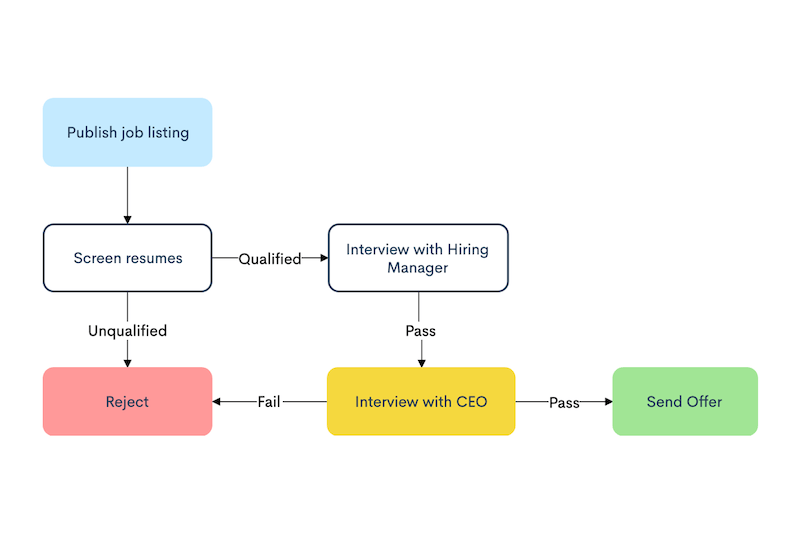 Publish job listing
Screen resumes
Qualified
Interview with Hiring
Manager
Unqualified
Pass
Reject
Fail
Interview with CEO
Pass
Send Offer